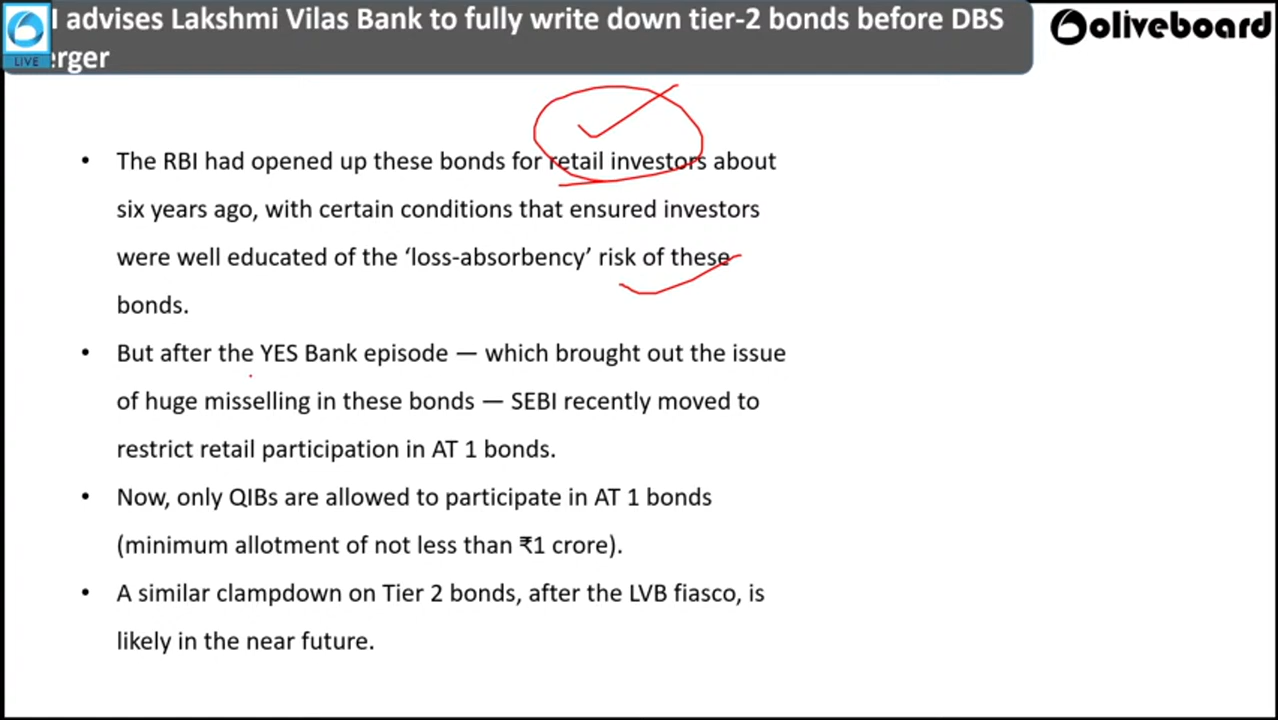 I advises Lakshmi Vilas Bank to fully write down tier-2 bonds before DBS
erger
LIVE
oliveboard
• The RBI had opened up these bonds for retail investors about
six years ago, with certain conditions that ensured investors
were well educated of the ‘loss-absorbency’ risk of these
bonds.
• But after the YES Bank episode — which brought out the issue
of huge misselling in these bonds — SEBI recently moved to
restrict retail participation in AT 1 bonds.
• Now, only QIBs are allowed to participate in AT 1 bonds
(minimum allotment of not less than ₹1 crore).
• A similar clampdown on Tier 2 bonds, after the LVB fiasco, is
likely in the near future.